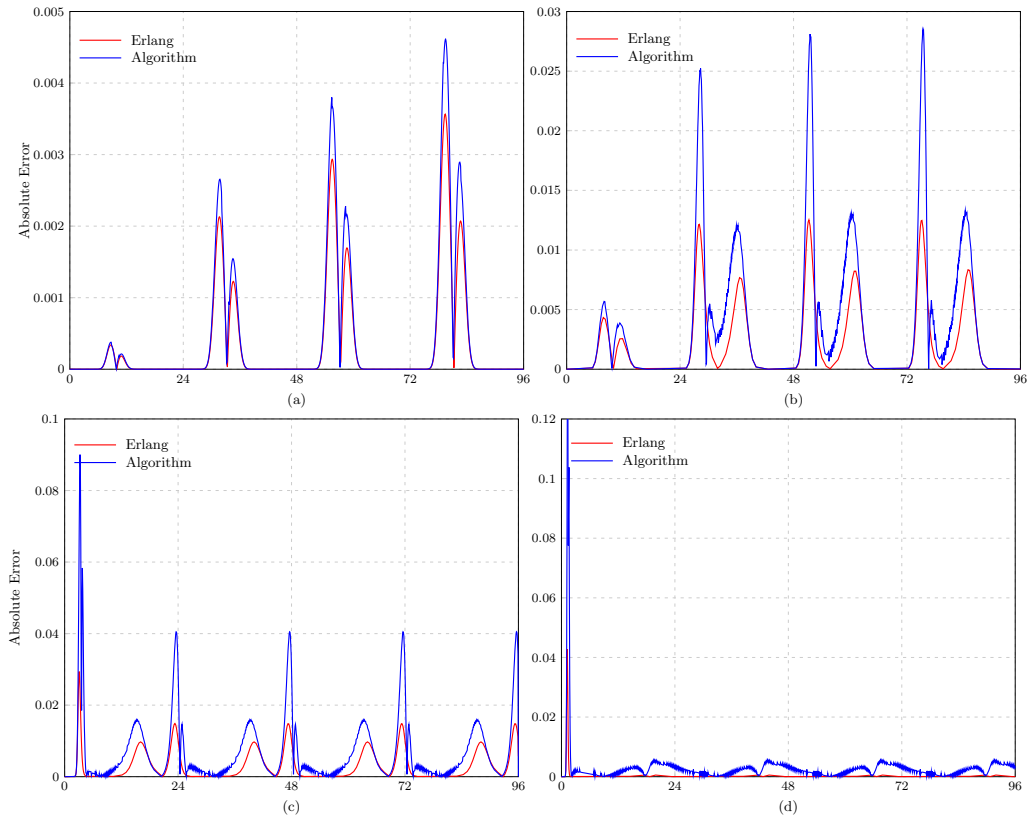 0.005
0.004
0.003
0.002
0.001
0
Absolute Error
Erlang
Algorithm
0 24 48 72 96
(a)
0.03
0.025
0.02
0.015
0.01
0.005
0
Erlang
Algorithm
0 24 48 72 96
(b)
0.1
0.08
0.06
0.04
0.02
0
Absolute Error
Erlang
Algorithm
0 24 48 72 96
(c)
0.12
0.1
0.08
0.06
0.04
0.02
0
Erlang
Algorithm
0 24 48 72 96
(d)